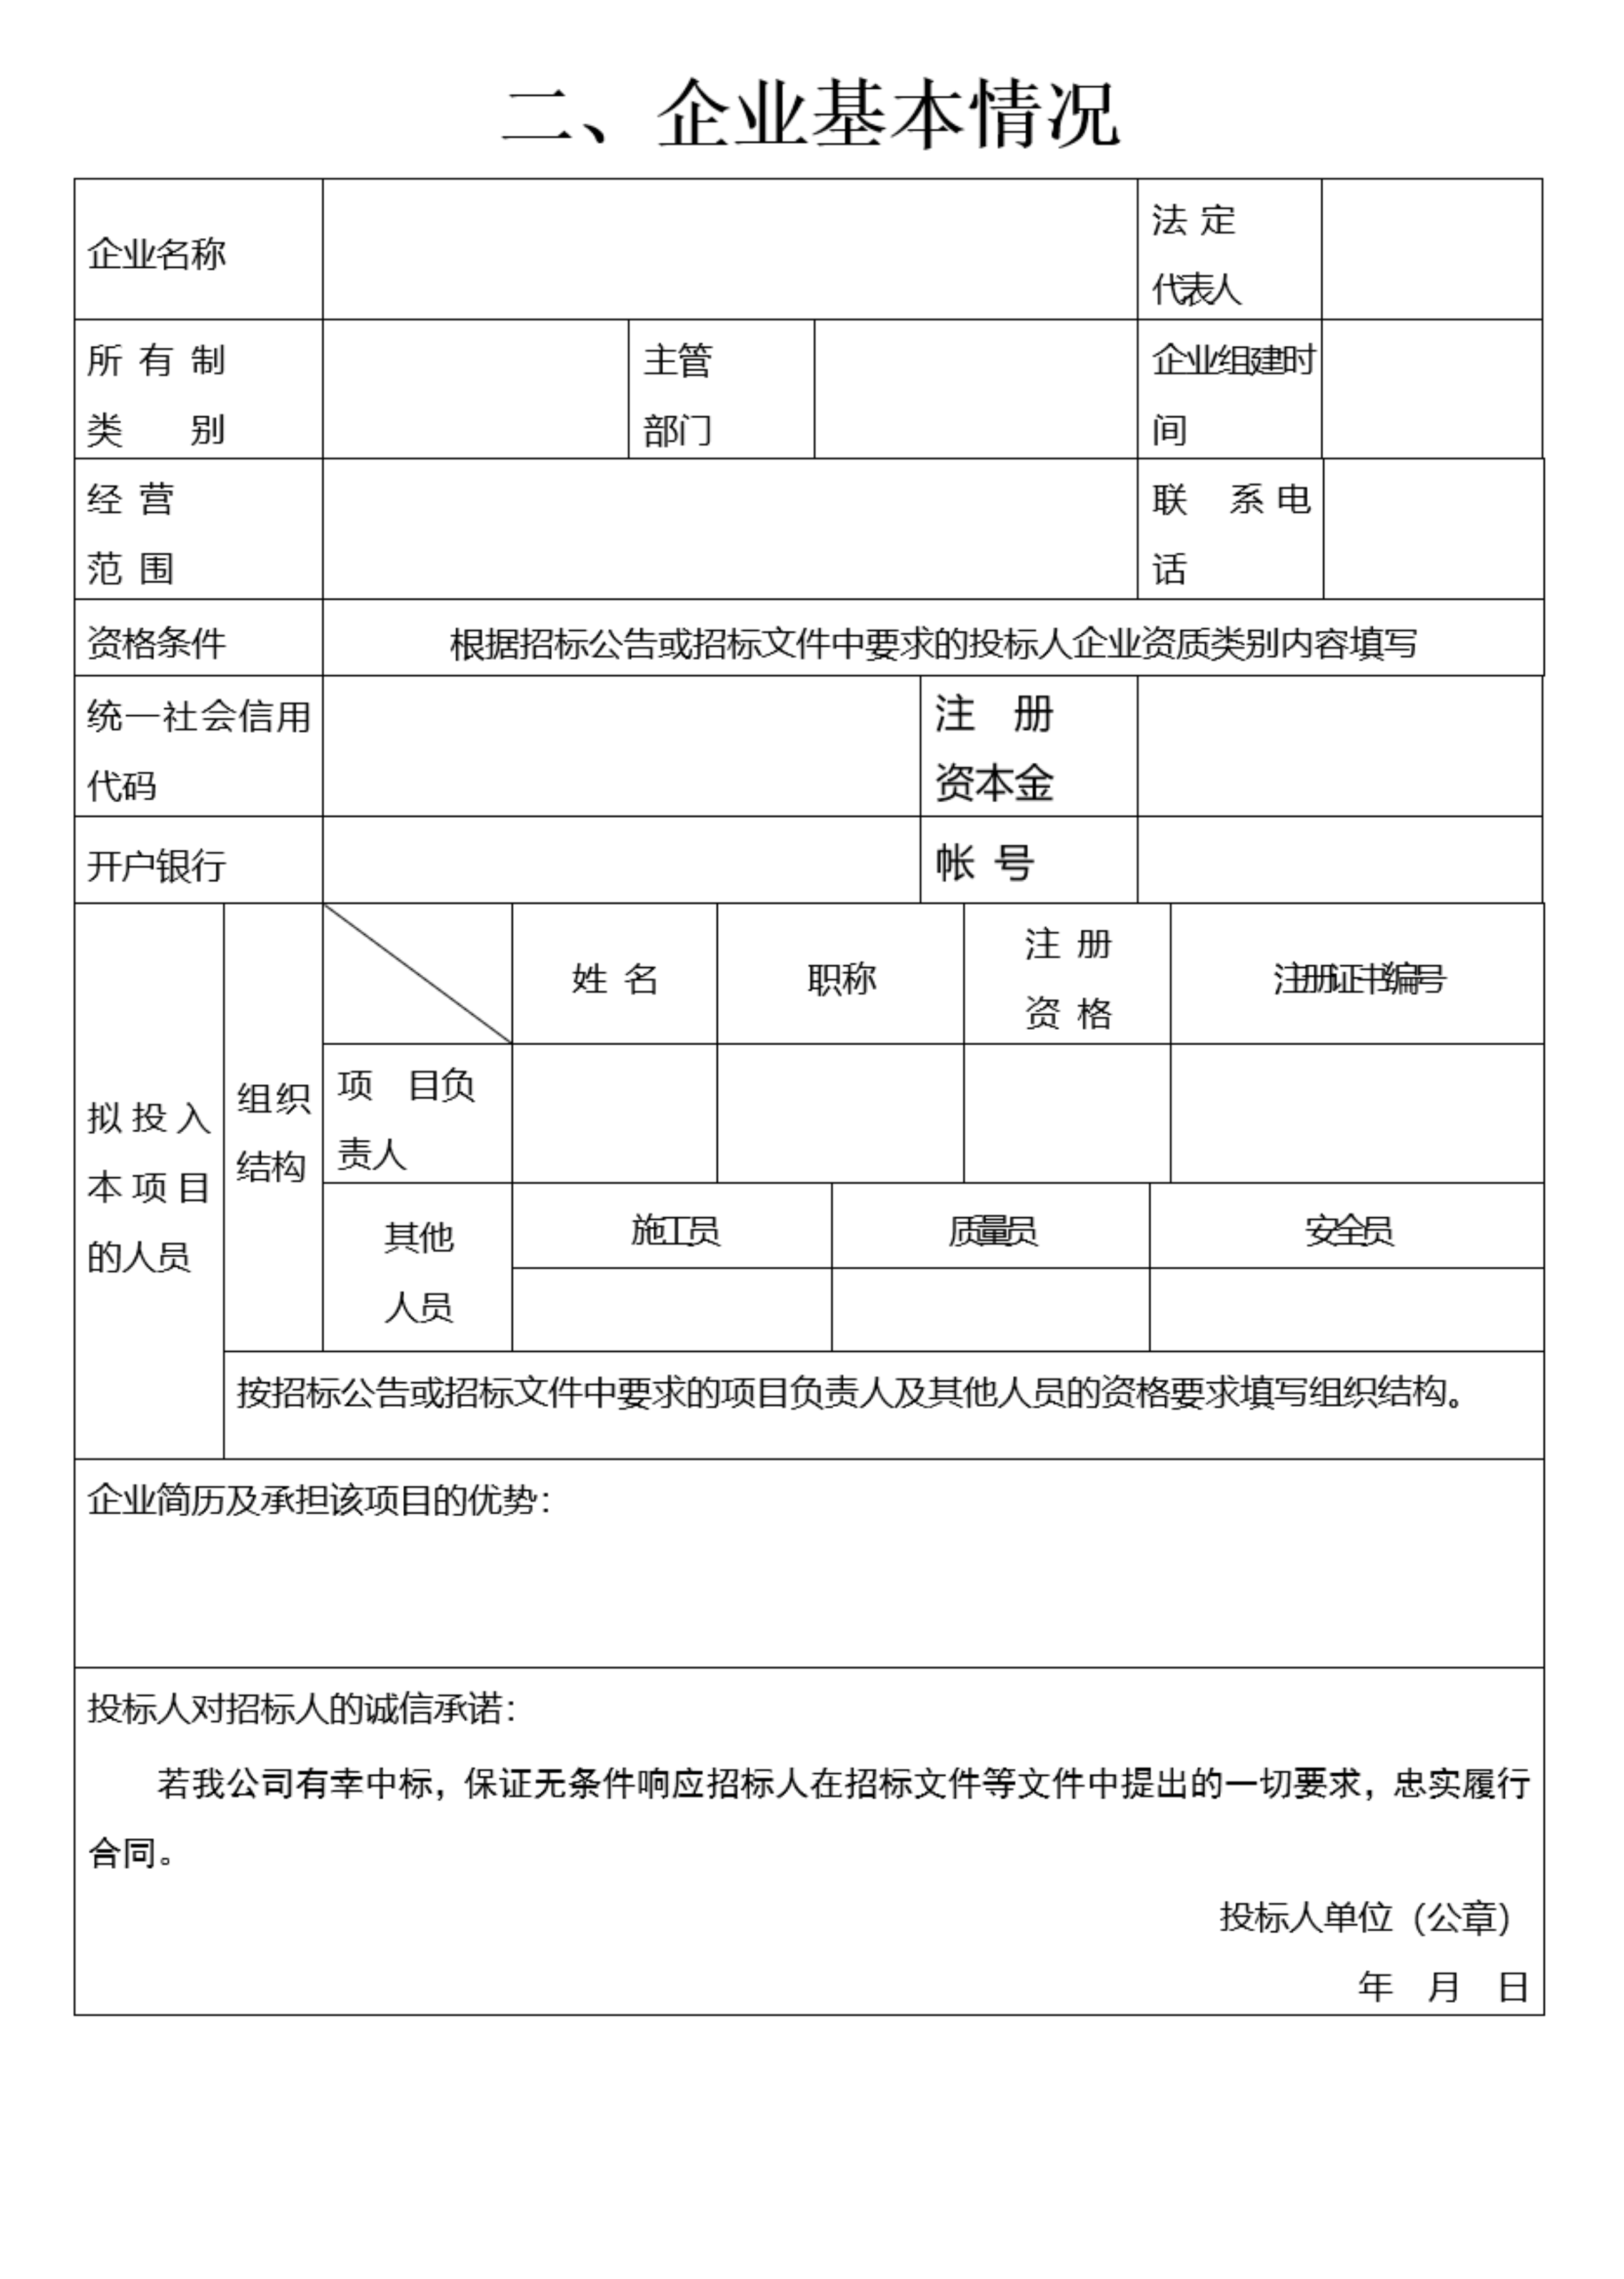 二、企业基本情况
企业名称
法 定
代表人
所 有 制
类 别
主管
部门
企业组建时
间
经 营
范 围
联 系 电
话
资格条件
根据招标公告或招标文件中要求的投标人企业资质类别内容填写
统一社会信用
代码
注 册
资本金
开户银行
帐 号
拟 投 入
本 项 目
的人员
组织
结构
姓 名
职称
注 册
资 格
注册证书编号
项 目负
责人
其他
人员
施工员
质量员
安全员
按招标公告或招标文件中要求的项目负责人及其他人员的资格要求填写组织结构。
企业简历及承担该项目的优势：
投标人对招标人的诚信承诺：
若我公司有幸中标，保证无条件响应招标人在招标文件等文件中提出的一切要求，忠实履行
合同。
投标人单位（公章）
年 月 日